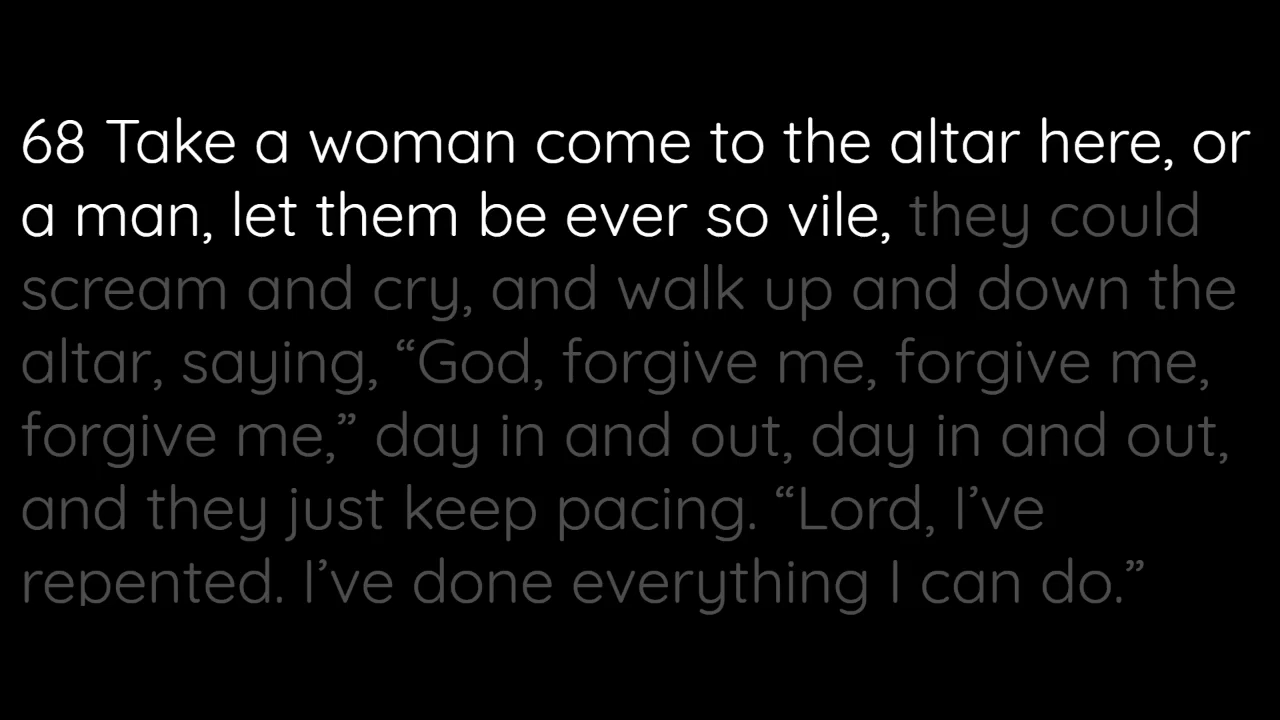 68 Take a woman come to the altar here, or
a man, let them be ever so vile, they could
scream and cry, and walk up and down the
altar, saying, “God, forgive me, forgive me,
forgive me,” day in and out, day in and out,
and they just keep pacing. “Lord, I’ve
repented. I’ve done everything I can do.”